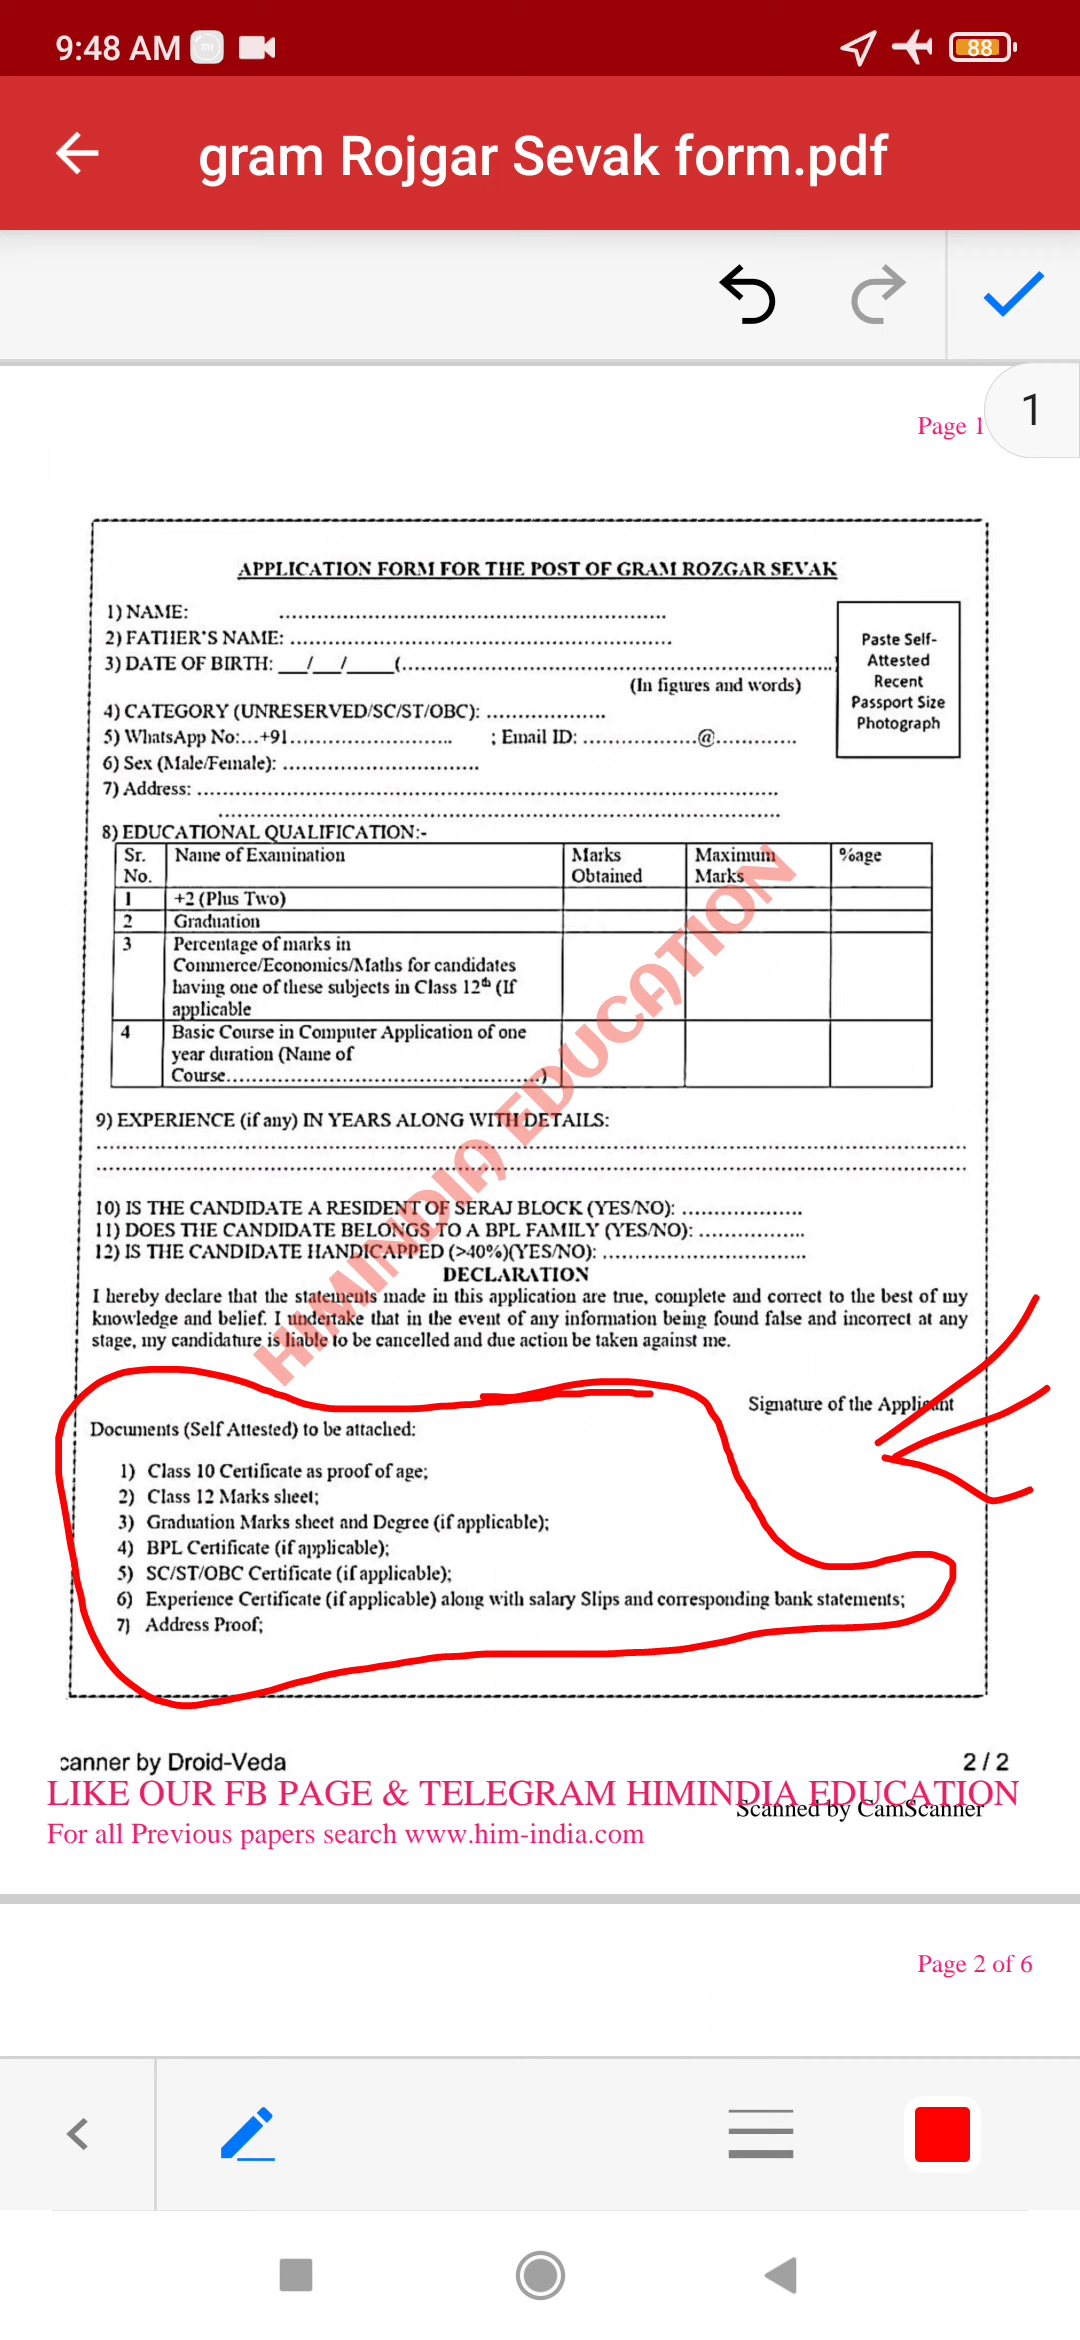 9:48 AM
88
gram Rojgar Sevak form.pdf
1
Page 1
APPLICATION FORM FOR THE POST OF GRAM ROZGAR SEVAK
1) NAME: ................................................
2) FATHER'S NAME: ................................................
3) DATE OF BIRTH: __/__/____(......................................................)
(In figures and words)
Paste Self-
Attested
Recent
Passport Size
Photograph
4) CATEGORY (UNRESERVED/SC/ST/OBC): ...................
5) WhatsApp No:...+91......................... ; Email ID: ..................@.............
6) Sex (Male/Female): ..............................
7) Address: ..........................................................................
..........................................................................
8) EDUCATIONAL QUALIFICATION:-
Sr. No. Name of Examination Marks Obtained Maximum Marks %age
1 +2 (Plus Two)
2 Graduation
3 Percentage of marks in
Commerce/Economics/Maths for candidates
having one of these subjects in Class 12th (If
applicable
4 Basic Course in Computer Application of one
year duration (Name of
Course.......................................)
9) EXPERIENCE (if any) IN YEARS ALONG WITH DETAILS:
................................................................................
................................................................................
10) IS THE CANDIDATE A RESIDENT OF SERAJ BLOCK (YES/NO): ...................
11) DOES THE CANDIDATE BELONGS TO A BPL FAMILY (YES/NO): .................
12) IS THE CANDIDATE HANDICAPPED (>40%)(YES/NO): ................................
DECLARATION
I hereby declare that the statements made in this application are true, complete and correct to the best of my
knowledge and belief. I undertake that in the event of any information being found false and incorrect at any
stage, my candidature is liable to be cancelled and due action be taken against me.
HIMINDIA EDUCATION
Signature of the Applicant
Documents (Self Attested) to be attached:
1) Class 10 Certificate as proof of age;
2) Class 12 Marks sheet;
3) Graduation Marks sheet and Degree (if applicable);
4) BPL Certificate (if applicable);
5) SC/ST/OBC Certificate (if applicable);
6) Experience Certificate (if applicable) along with salary Slips and corresponding bank statements;
7) Address Proof;
canner by Droid-Veda
2 / 2
LIKE OUR FB PAGE & TELEGRAM HIMINDIA EDUCATION
Scanned by CamScanner
For all Previous papers search www.him-india.com
Page 2 of 6